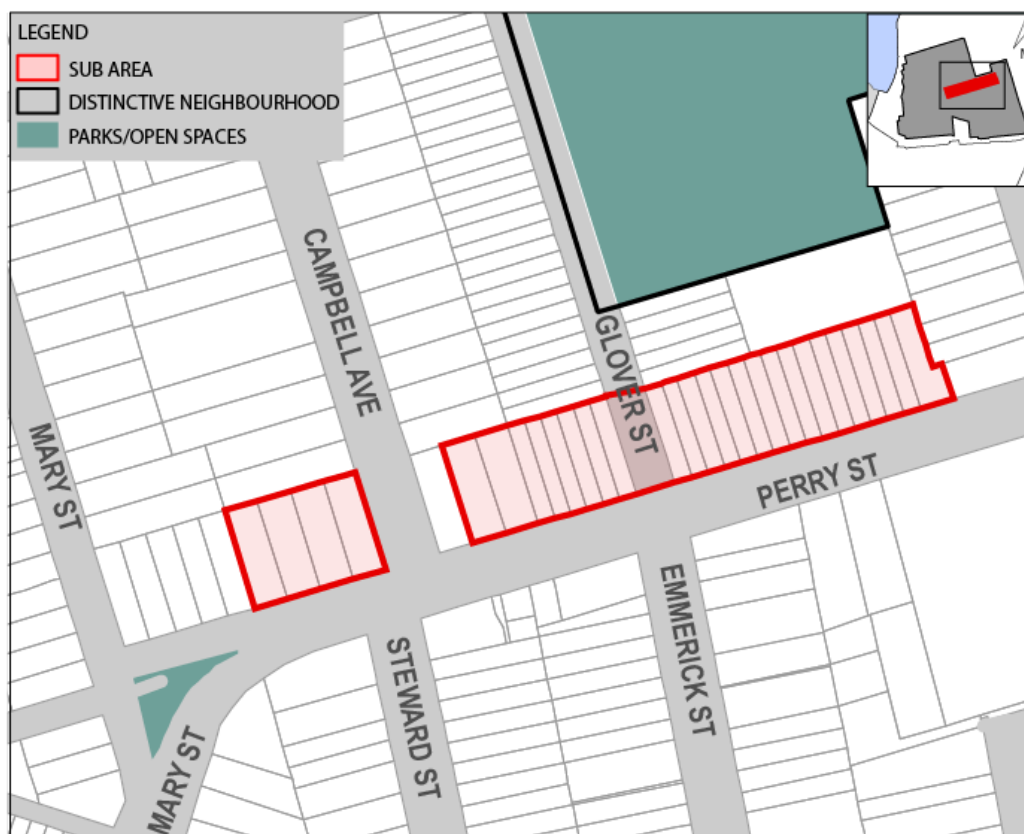 LEGEND
SUB AREA
DISTINCTIVE NEIGHBOURHOOD
PARKS/OPEN SPACES
CAMPBELL AVE
GLOVER ST
MARY ST
PERRY ST
EMMERICK ST
STEWARD ST
MARY ST